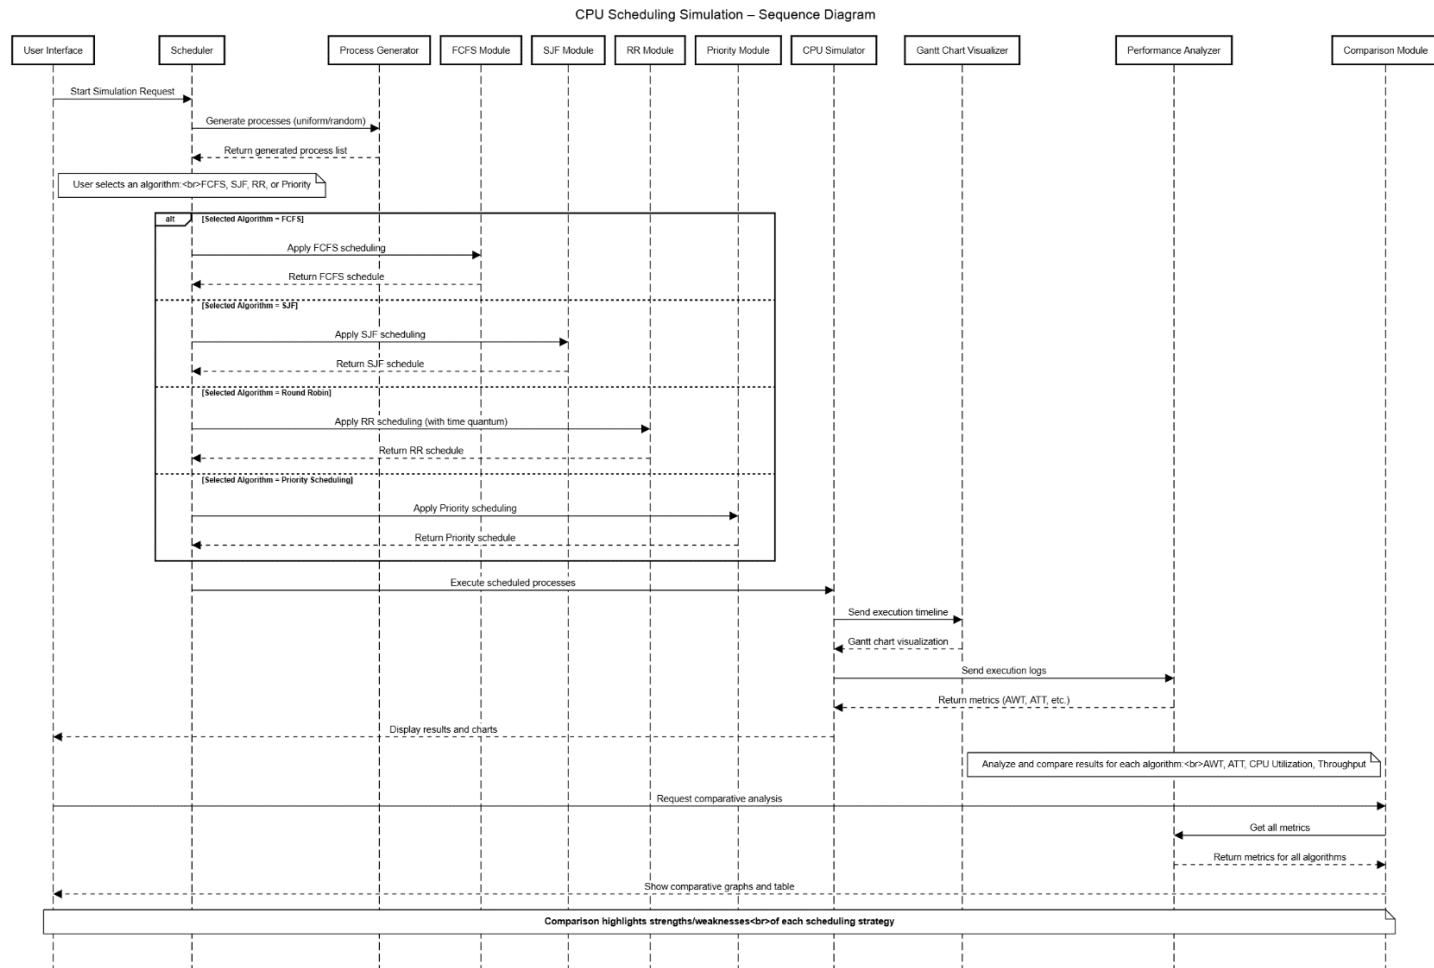 CPU Scheduling Simulation – Sequence Diagram
User Interface
Scheduler
Process Generator
FCFS Module
SJF Module
RR Module
Priority Module
CPU Simulator
Gantt Chart Visualizer
Performance Analyzer
Comparison Module
Start Simulation Request
Generate processes (uniform/random)
Return generated process list
User selects an algorithm:<br>FCFS, SJF, RR, or Priority
alt
[Selected Algorithm = FCFS]
Apply FCFS scheduling
Return FCFS schedule
[Selected Algorithm = SJF]
Apply SJF scheduling
Return SJF schedule
[Selected Algorithm = Round Robin]
Apply RR scheduling (with time quantum)
Return RR schedule
[Selected Algorithm = Priority Scheduling]
Apply Priority scheduling
Return Priority schedule
Execute scheduled processes
Send execution timeline
Gantt chart visualization
Send execution logs
Return metrics (AWT, ATT, etc.)
Display results and charts
Analyze and compare results for each algorithm:<br>AWT, ATT, CPU Utilization, Throughput
Request comparative analysis
Get all metrics
Return metrics for all algorithms
Show comparative graphs and table
Comparison highlights strengths/weaknesses<br>of each scheduling strategy